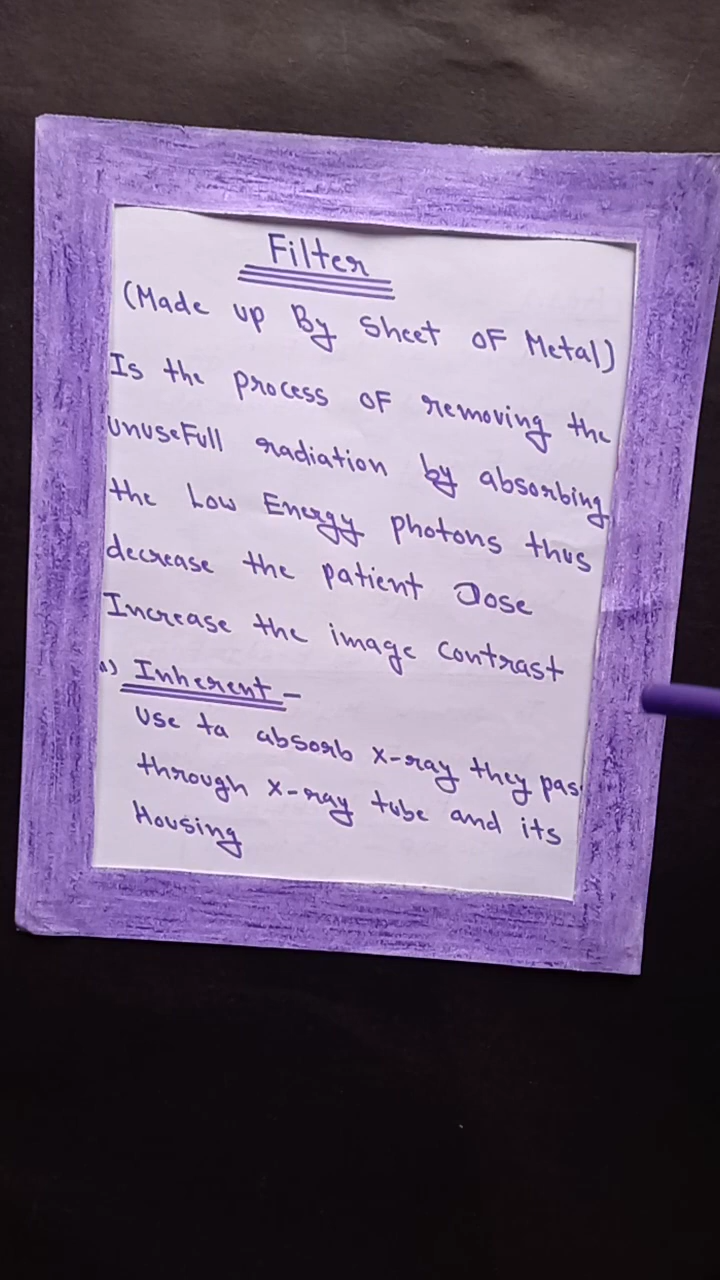 Filter
(Made up By Sheet OF Metal)
Is the process OF removing the
unuseFull radiation by absorbing
the Low Energy photons thus
decrease the patient Dose
Increase the image contrast
a) Inherent -
Use ta absorb x-ray they pas
through x-ray tube and its
Housing